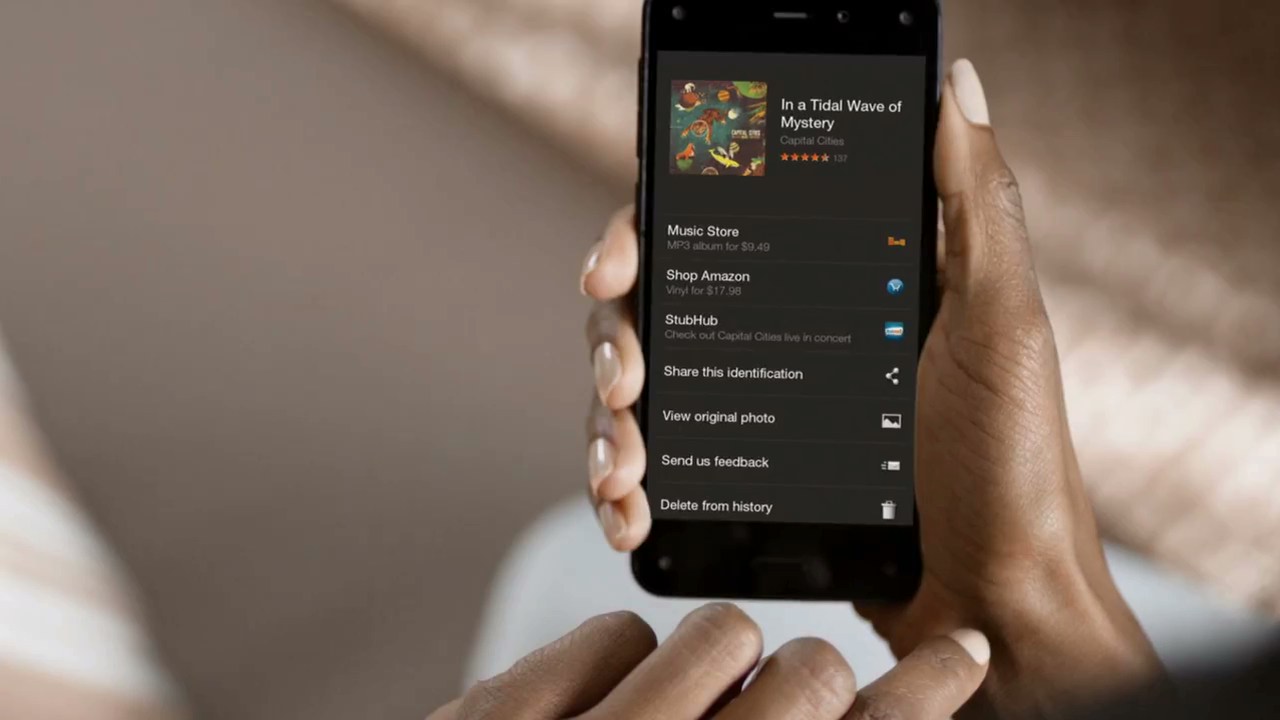 In a Tidal Wave of
Mystery
Capital Cities
137
CAPITAL CITIES
Music Store
MP3 album for $9.49
Shop Amazon
Vinyl for $17.98
StubHub
Check out Capital Cities live in concert
Share this identification
View original photo
Send us feedback
Delete from history